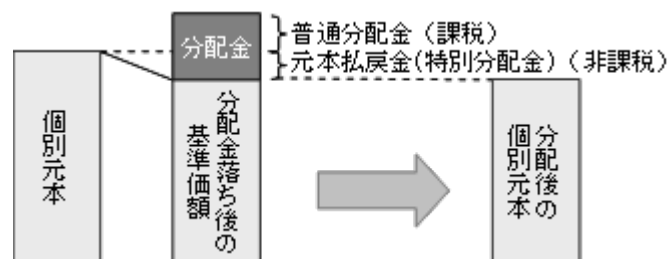 分配金
普通分配金（課税）
元本払戻金(特別分配金)（非課税）
個別元本
分配金落ち後の
基準価額
分配後の
個別元本